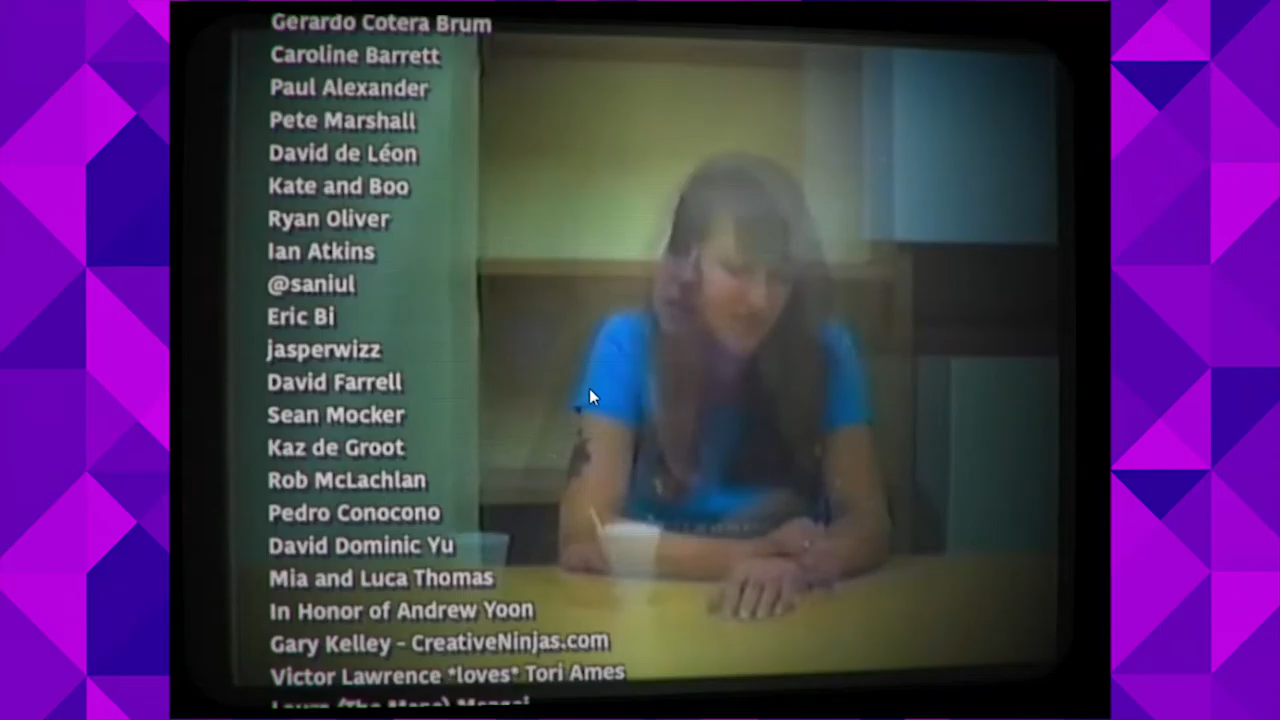 Gerardo Cotera Brum
Caroline Barrett
Paul Alexander
Pete Marshall
David de Léon
Kate and Boo
Ryan Oliver
Ian Atkins
@saniul
Eric Bi
jasperwizz
David Farrell
Sean Mocker
Kaz de Groot
Rob McLachlan
Pedro Conocono
David Dominic Yu
Mia and Luca Thomas
In Honor of Andrew Yoon
Gary Kelley - CreativeNinjas.com
Victor Lawrence *loves* Tori Ames